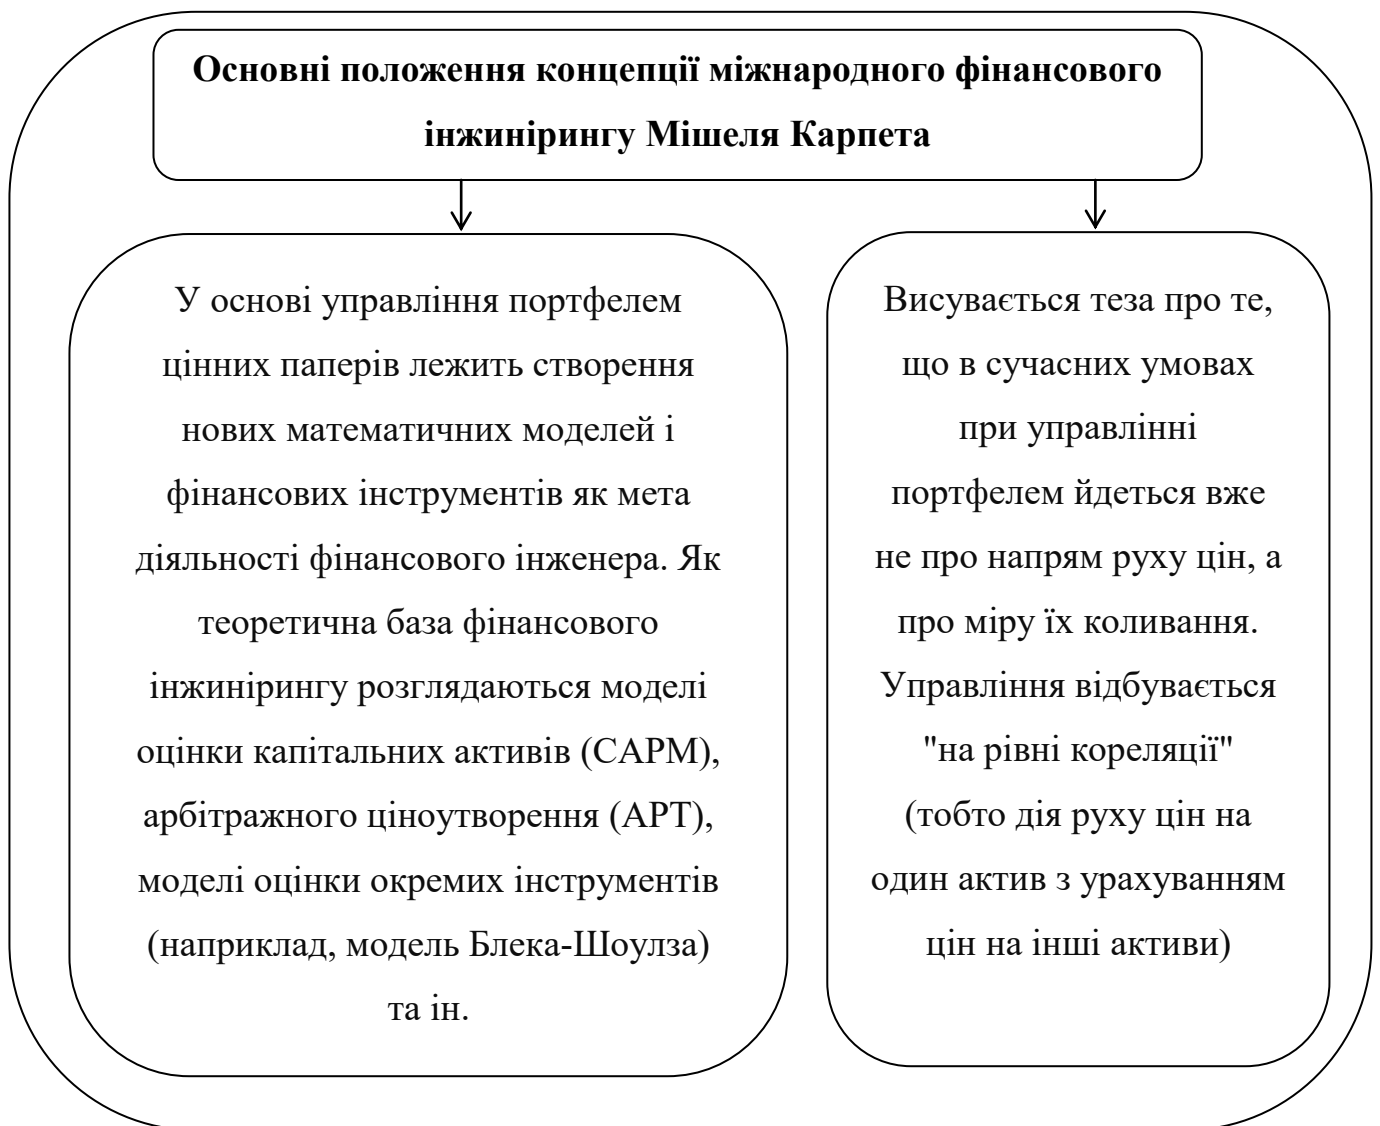 Основні положення концепції міжнародного фінансового
інжинірингу Мішеля Карпета
У основі управління портфелем
цінних паперів лежить створення
нових математичних моделей і
фінансових інструментів як мета
діяльності фінансового інженера. Як
теоретична база фінансового
інжинірингу розглядаються моделі
оцінки капітальних активів (САРМ),
арбітражного ціноутворення (АРТ),
моделі оцінки окремих інструментів
(наприклад, модель Блека-Шоулза)
та ін.
Висувається теза про те,
що в сучасних умовах
при управлінні
портфелем йдеться вже
не про напрям руху цін, а
про міру їх коливання.
Управління відбувається
"на рівні кореляції"
(тобто дія руху цін на
один актив з урахуванням
цін на інші активи)